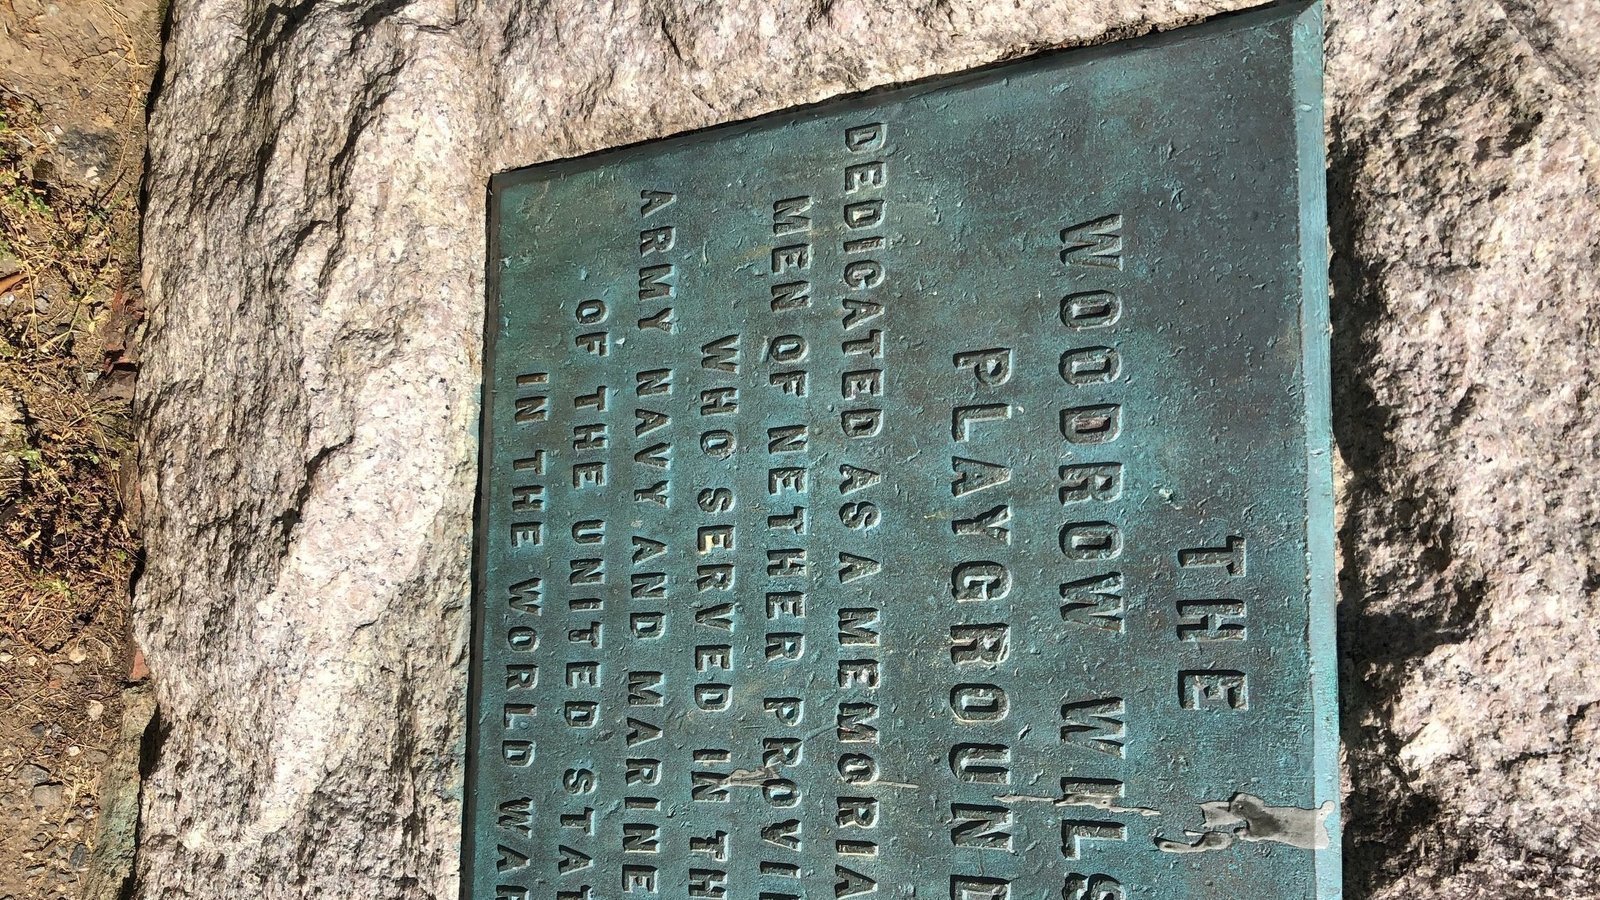 THE
WOODROW WILS
PLAYGROUND
DEDICATED AS A MEMORIA
MEN OF NETHER PROVI
WHO SERVED IN TH
ARMY NAVY AND MARINE
OF THE UNITED STAT
IN THE WORLD WAR